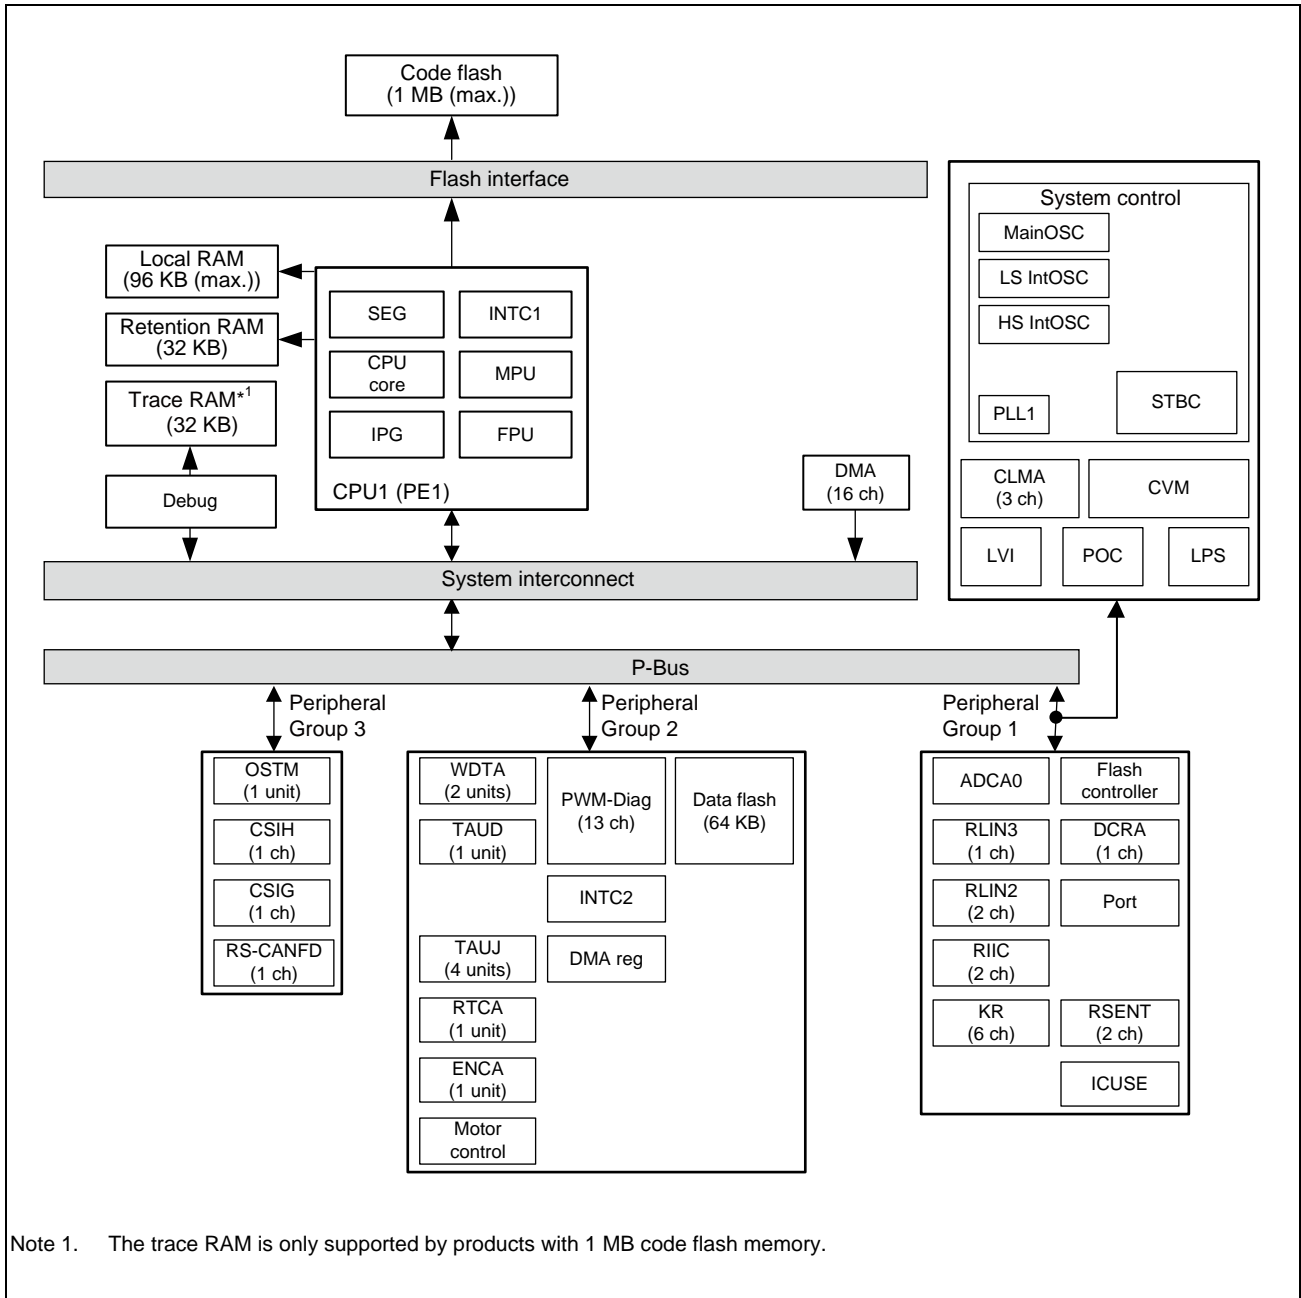 Code flash
(1 MB (max.))
Flash interface
Local RAM
(96 KB (max.))
Retention RAM
(32 KB)
Trace RAM*1
(32 KB)
Debug
SEG
INTC1
CPU
core
MPU
IPG
FPU
CPU1 (PE1)
DMA
(16 ch)
System control
MainOSC
LS IntOSC
HS IntOSC
PLL1
STBC
CLMA
(3 ch)
CVM
LVI
POC
LPS
System interconnect
P-Bus
Peripheral
Group 3
OSTM
(1 unit)
CSIH
(1 ch)
CSIG
(1 ch)
RS-CANFD
(1 ch)
Peripheral
Group 2
WDTA
(2 units)
TAUD
(1 unit)
TAUJ
(4 units)
RTCA
(1 unit)
ENCA
(1 unit)
Motor
control
PWM-Diag
(13 ch)
INTC2
DMA reg
Data flash
(64 KB)
Peripheral
Group 1
ADCA0
RLIN3
(1 ch)
RLIN2
(2 ch)
RIIC
(2 ch)
KR
(6 ch)
Flash
controller
DCRA
(1 ch)
Port
RSENT
(2 ch)
ICUSE
Note 1. The trace RAM is only supported by products with 1 MB code flash memory.